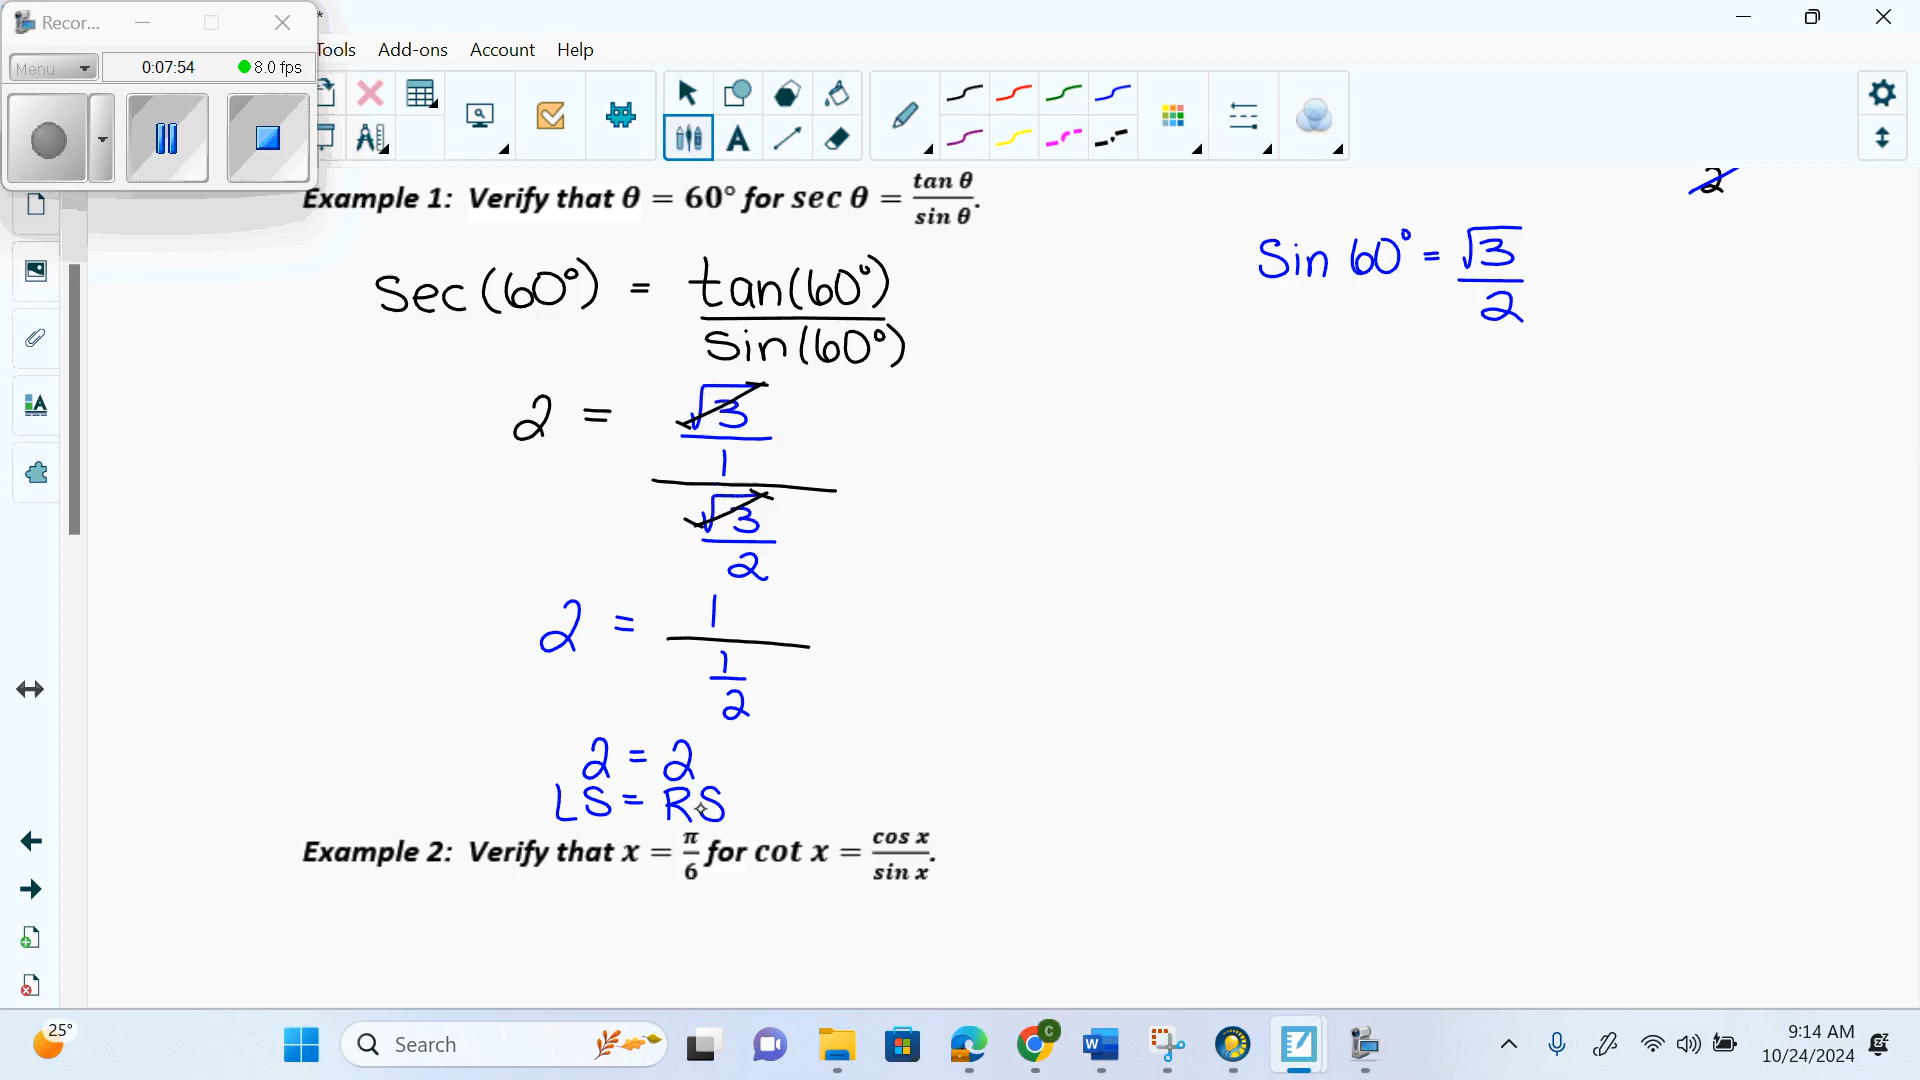 Recor...
Menu 0:07:54 8.0 fps
Tools Add-ons Account Help
Example 1: Verify that θ = 60° for sec θ = tan θ / sin θ.
2
sec(60°) = tan(60°) / sin(60°)
Sin 60° = √3 / 2
2 = √3 / 1 / √3 / 2
2 = 1 / 1 / 2
2 = 2
LS = RS
Example 2: Verify that x = π / 6 for cot x = cos x / sin x.
25°
Search
C
9:14 AM
10/24/2024